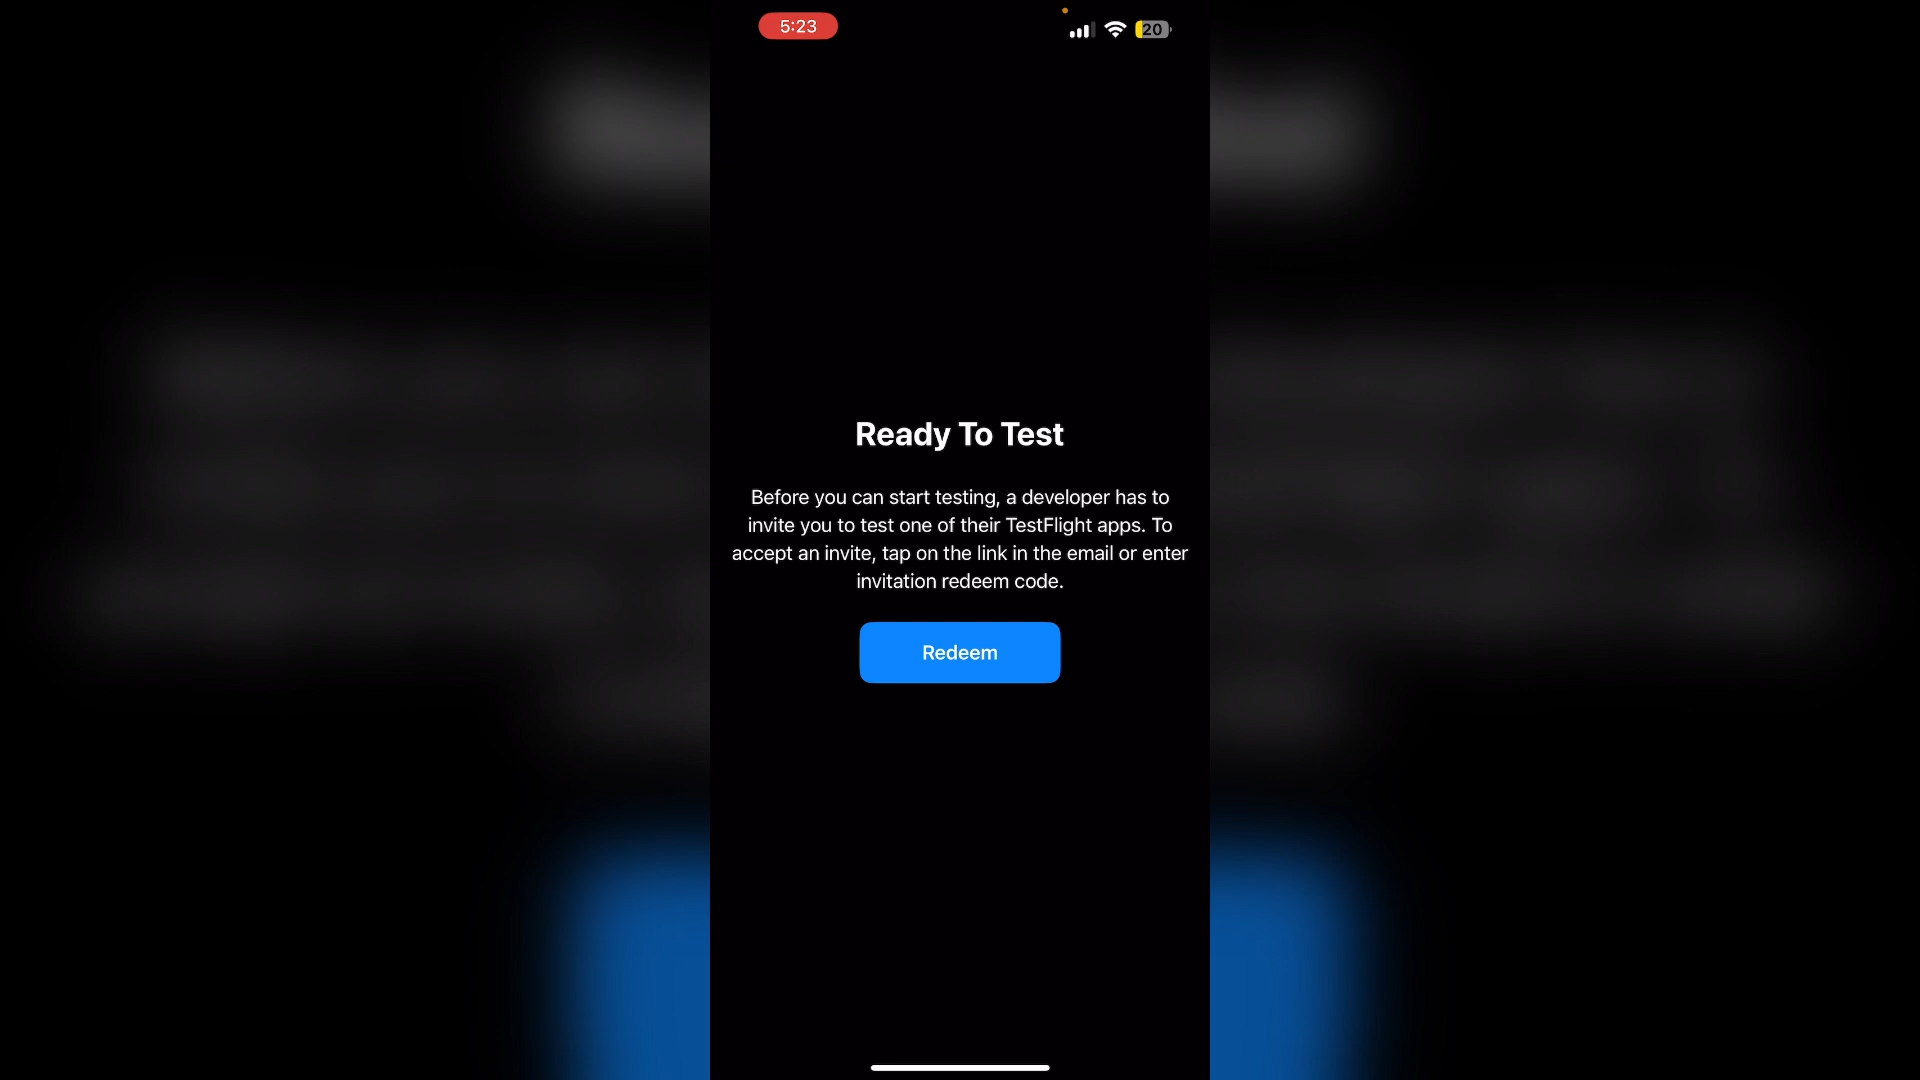 5:23
20
Ready To Test
Before you can start testing, a developer has to
invite you to test one of their TestFlight apps. To
accept an invite, tap on the link in the email or enter
invitation redeem code.
Redeem